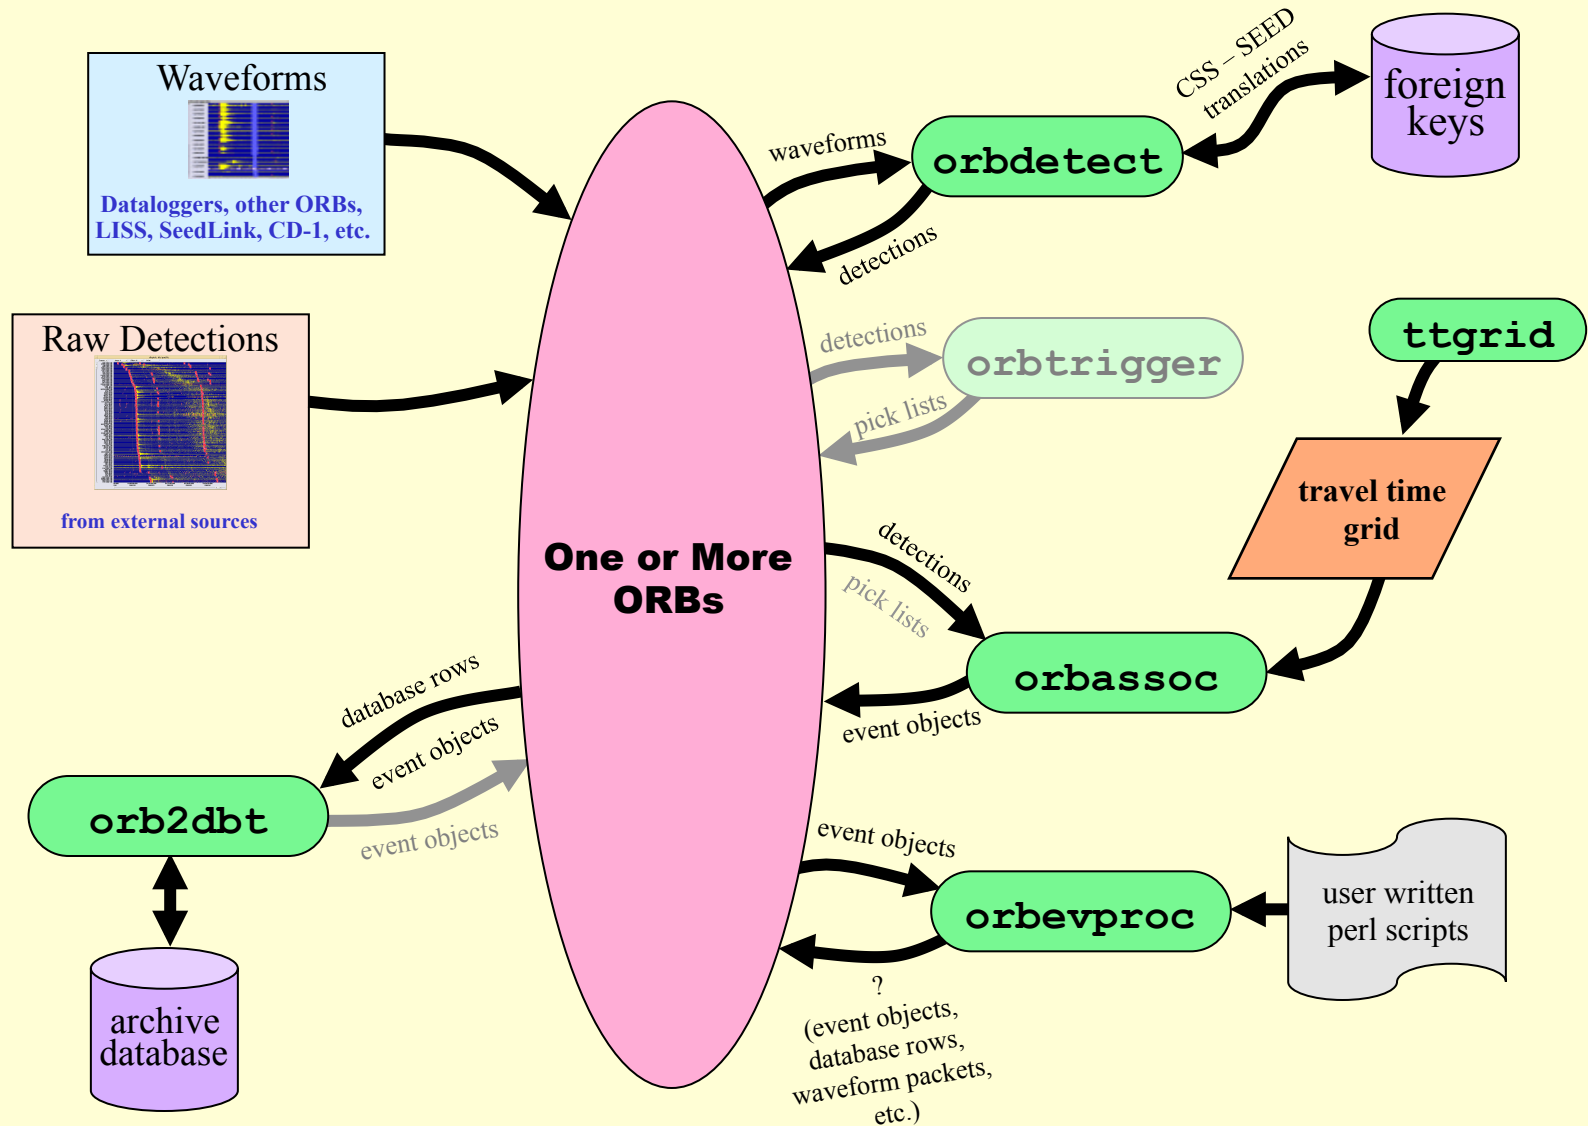 Waveforms
Dataloggers, other ORBs,
LISS, SeedLink, CD-1, etc.
Raw Detections
from external sources
One or More
ORBs
waveforms
detections
orbdetect
CSS – SEED
translations
foreign
keys
detections
pick lists
orbtrigger
ttgrid
travel time
grid
detections
pick lists
orbassoc
event objects
database rows
event objects
event objects
orb2dbt
archive
database
event objects
orbevproc
user written
perl scripts
?
(event objects,
database rows,
waveform packets,
etc.)